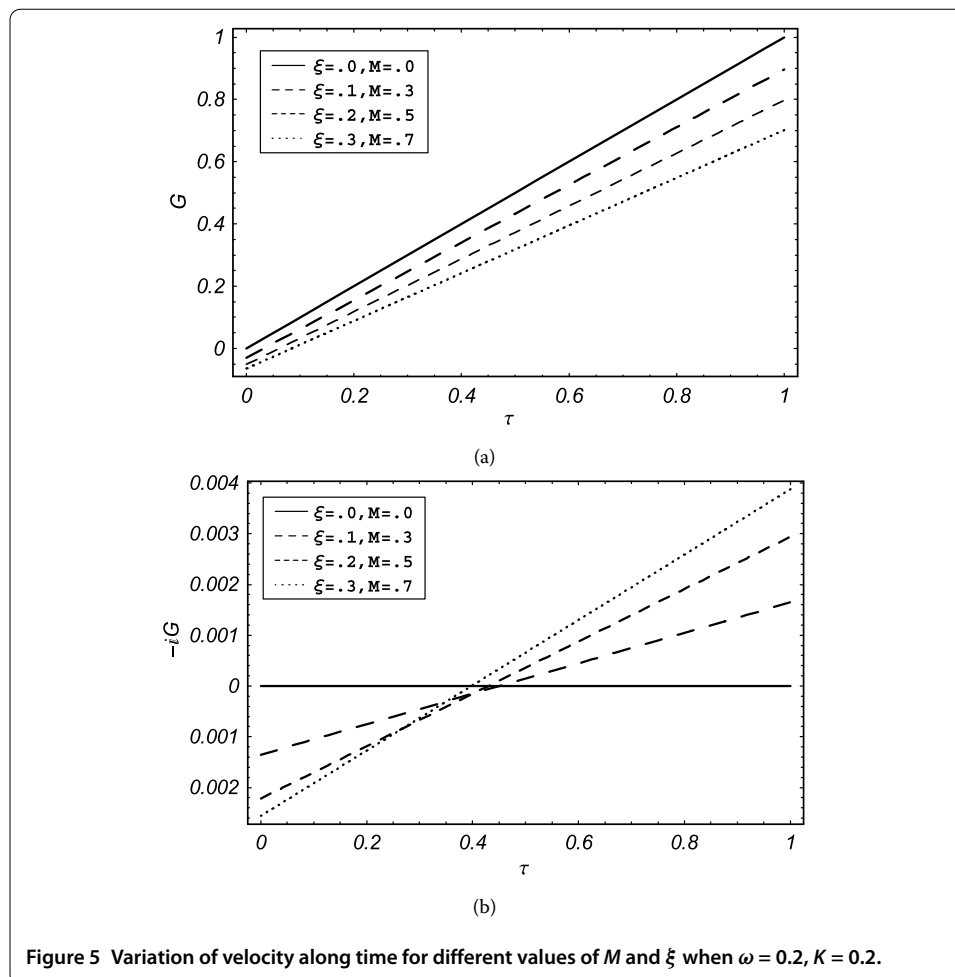 1
0.8
0.6
0.4
0.2
0
G
ξ=.0,M=.0
ξ=.1,M=.3
ξ=.2,M=.5
ξ=.3,M=.7
0 0.2 0.4 0.6 0.8 1
τ
(a)
0.004
0.003
0.002
0.001
0
0.001
0.002
−iG
ξ=.0,M=.0
ξ=.1,M=.3
ξ=.2,M=.5
ξ=.3,M=.7
0 0.2 0.4 0.6 0.8 1
τ
(b)
Figure 5 Variation of velocity along time for different values of M and ξ when ω = 0.2, K = 0.2.